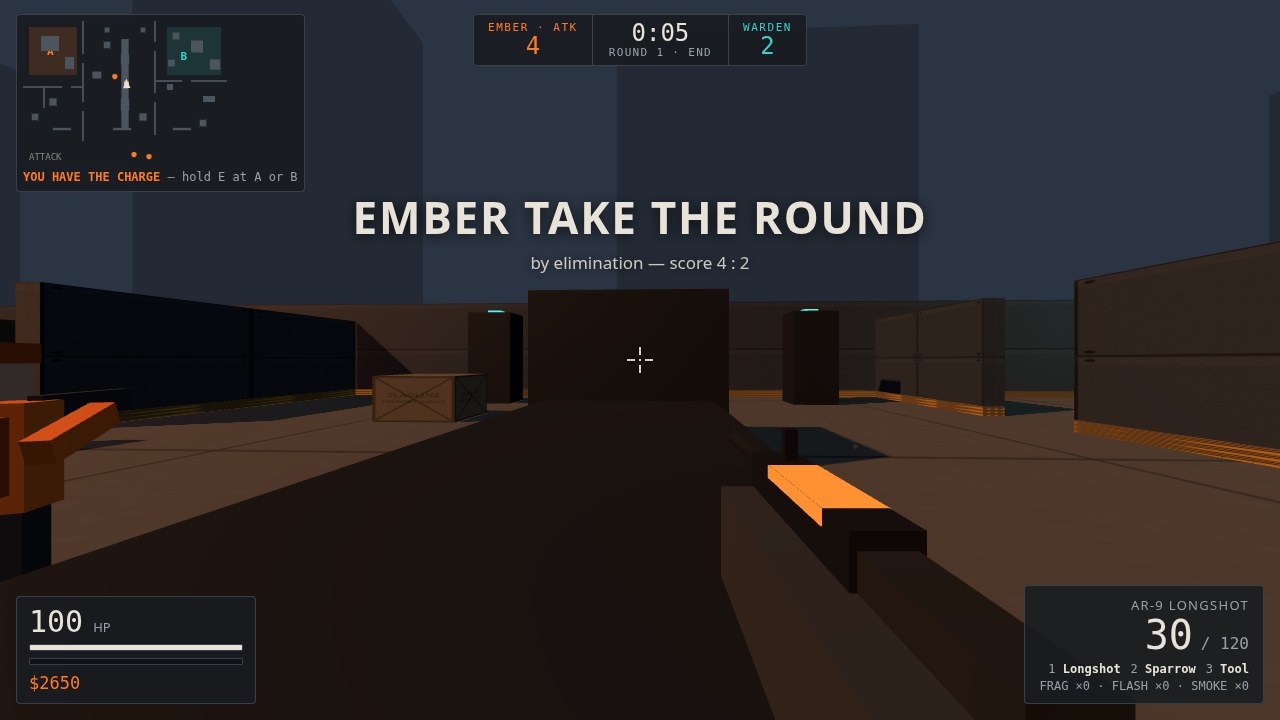 A
B
ATTACK
YOU HAVE THE CHARGE — hold E at A or B
EMBER · ATK
4
0:05
ROUND 1 · END
WARDEN
2
EMBER TAKE THE ROUND
by elimination — score 4 : 2
100 HP
$2650
AR-9 LONGSHOT
30 / 120
1 Longshot 2 Sparrow 3 Tool
FRAG ×0 · FLASH ×0 · SMOKE ×0